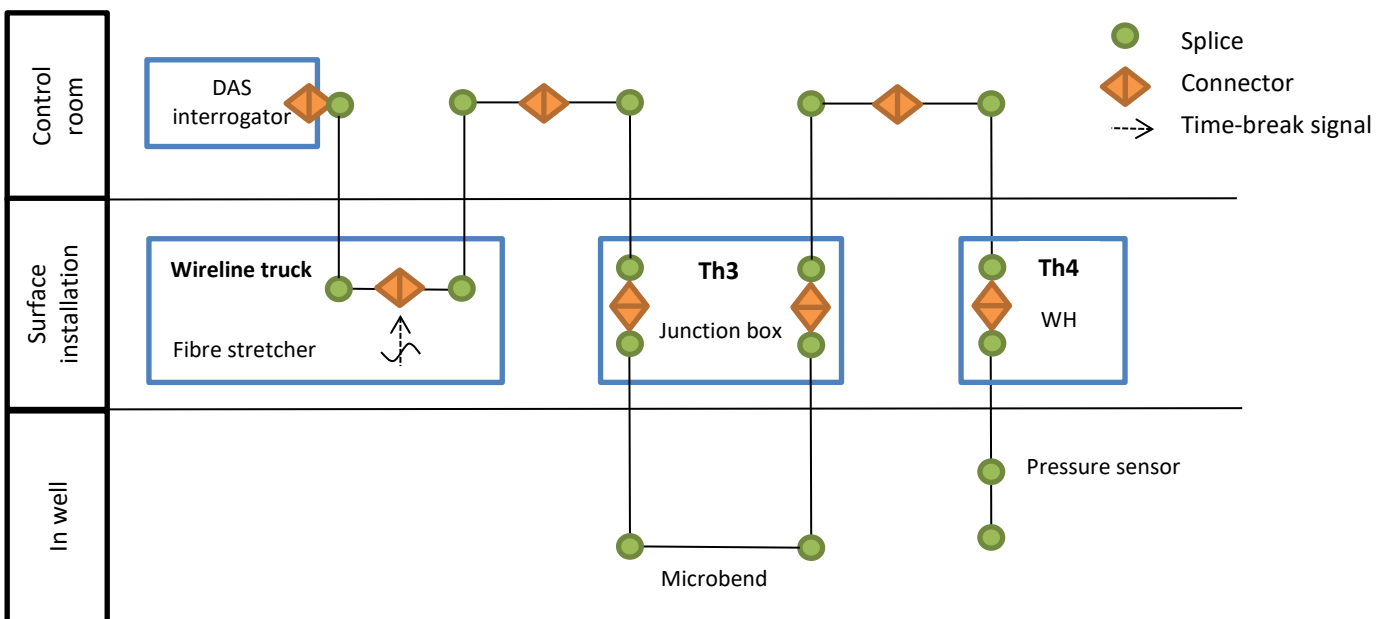 Control
room
DAS
interrogator
Splice
Connector
Time-break signal
Surface
installation
Wireline truck
Fibre stretcher
Th3
Junction box
Th4
WH
In well
Pressure sensor
Microbend